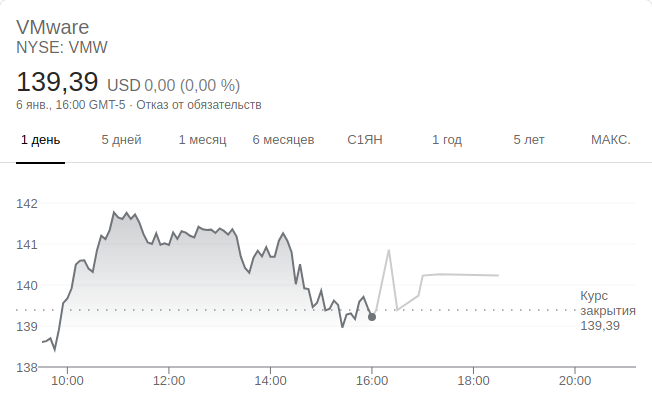 VMware
NYSE: VMW
139,39 USD 0,00 (0,00 %)
6 янв., 16:00 GMT-5 · Отказ от обязательств
1 день 5 дней 1 месяц 6 месяцев С1ЯН 1 год 5 лет МАКС.
142
141
140
139
138
Курс
закрытия
139,39
10:00 12:00 14:00 16:00 18:00 20:00